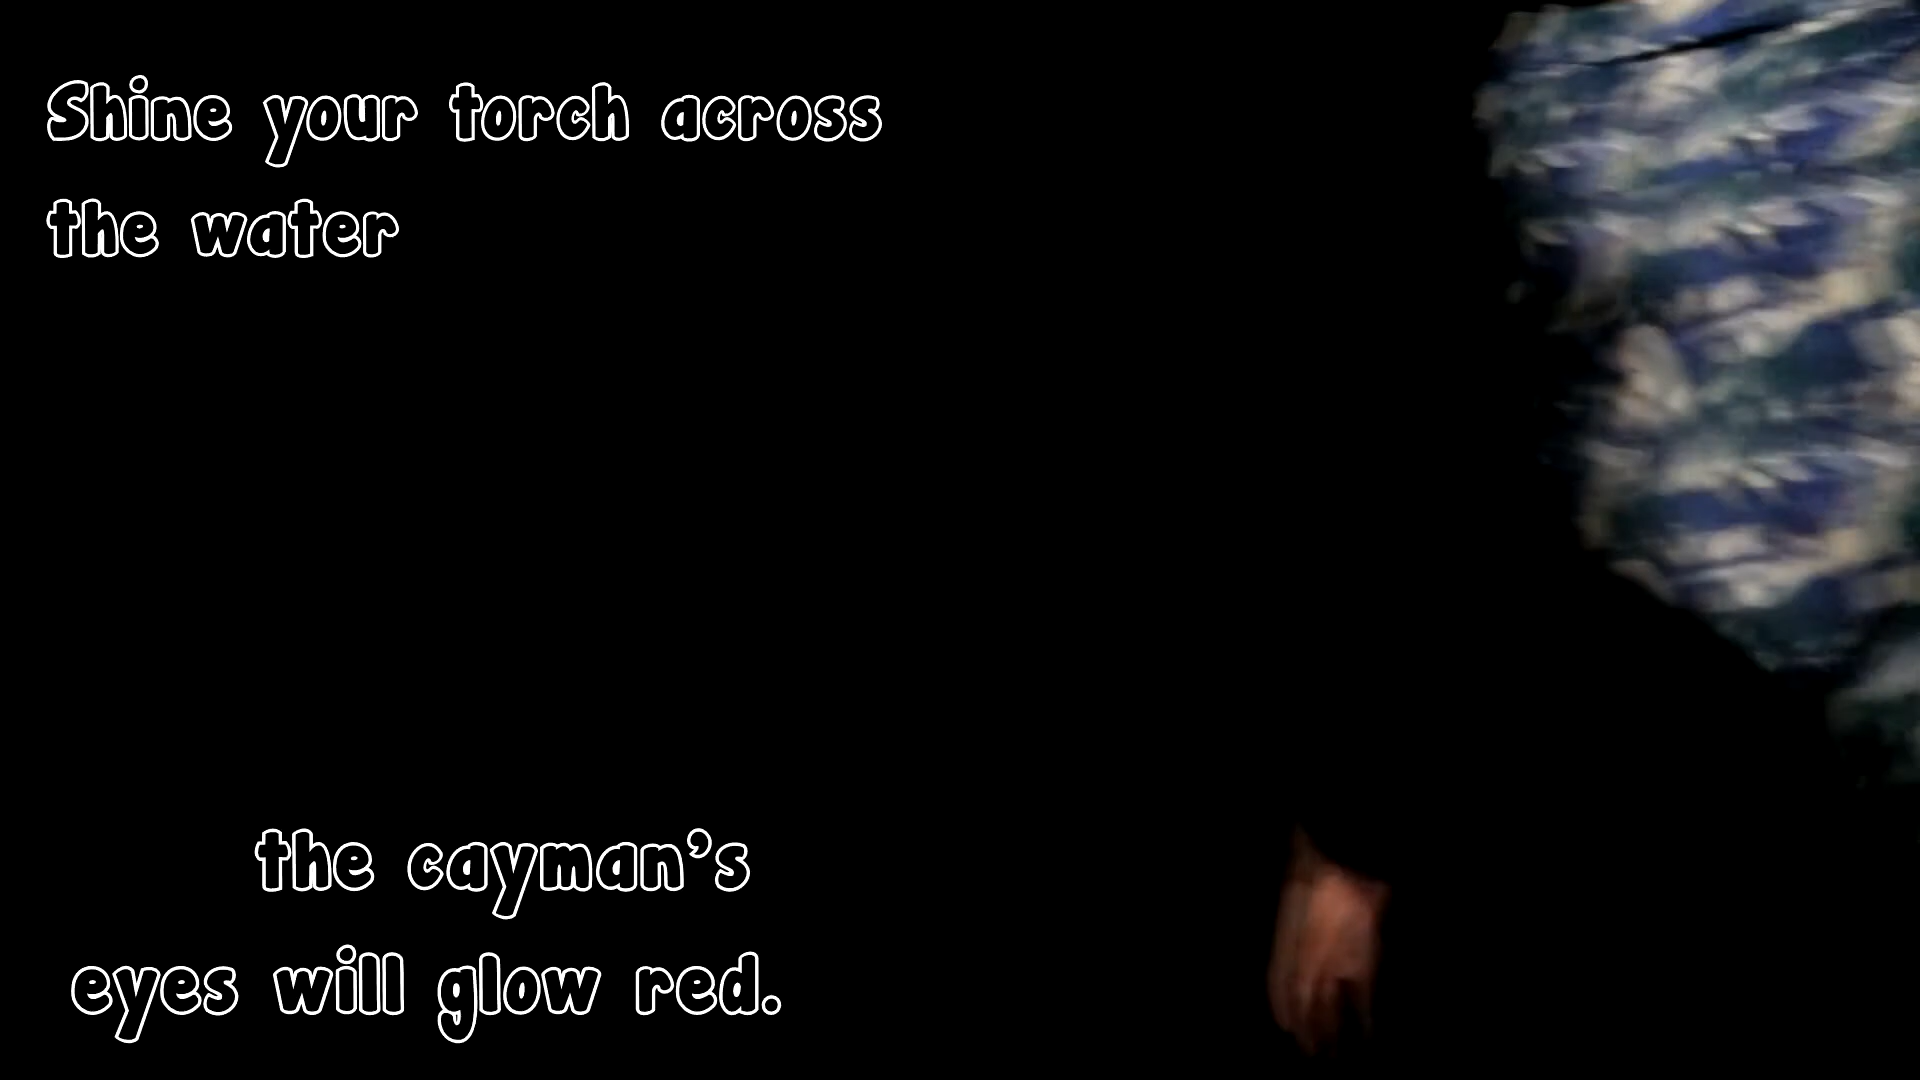 Shine your torch across
the water
the cayman's
eyes will glow red.